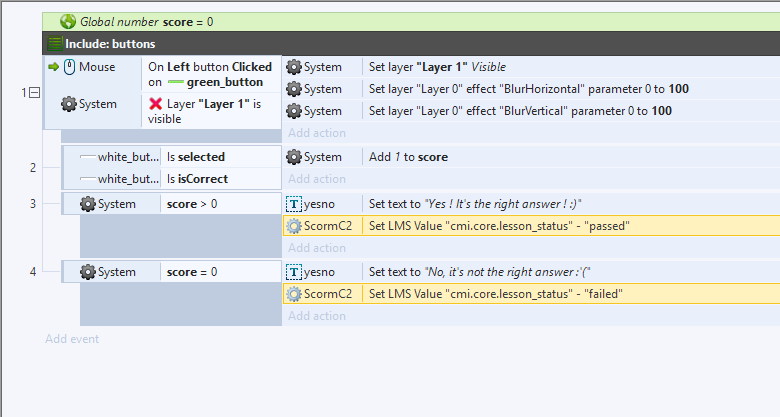 Global number score = 0
Include: buttons
1 Mouse On Left button Clicked on green_button System Set layer "Layer 1" Visible
System Layer "Layer 1" is visible System Set layer "Layer 0" effect "BlurHorizontal" parameter 0 to 100
System Set layer "Layer 0" effect "BlurVertical" parameter 0 to 100
Add action
2 white_but... Is selected System Add 1 to score
white_but... Is isCorrect Add action
3 System score > 0 T yesno Set text to "Yes ! It's the right answer ! :)"
ScormC2 Set LMS Value "cmi.core.lesson_status" - "passed"
Add action
4 System score = 0 T yesno Set text to "No, it's not the right answer :'("
ScormC2 Set LMS Value "cmi.core.lesson_status" - "failed"
Add action
Add event